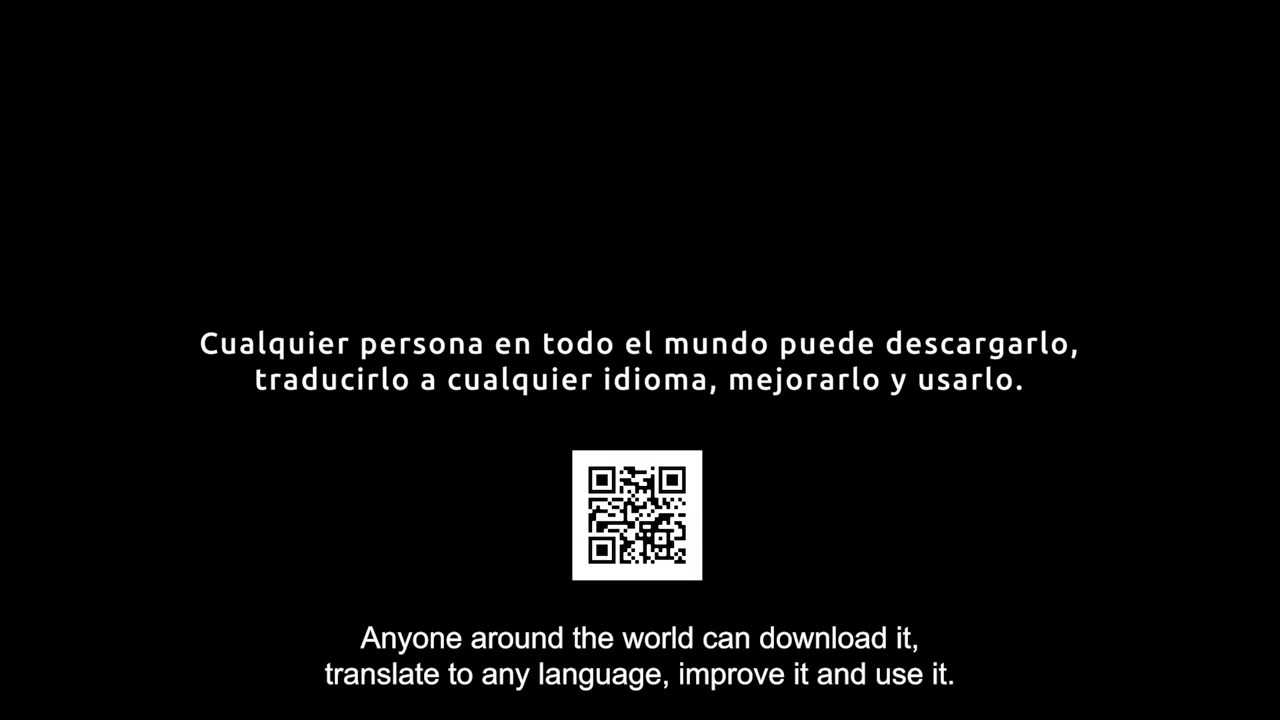 Cualquier persona en todo el mundo puede descargarlo,
traducirlo a cualquier idioma, mejorarlo y usarlo.
Anyone around the world can download it,
translate to any language, improve it and use it.